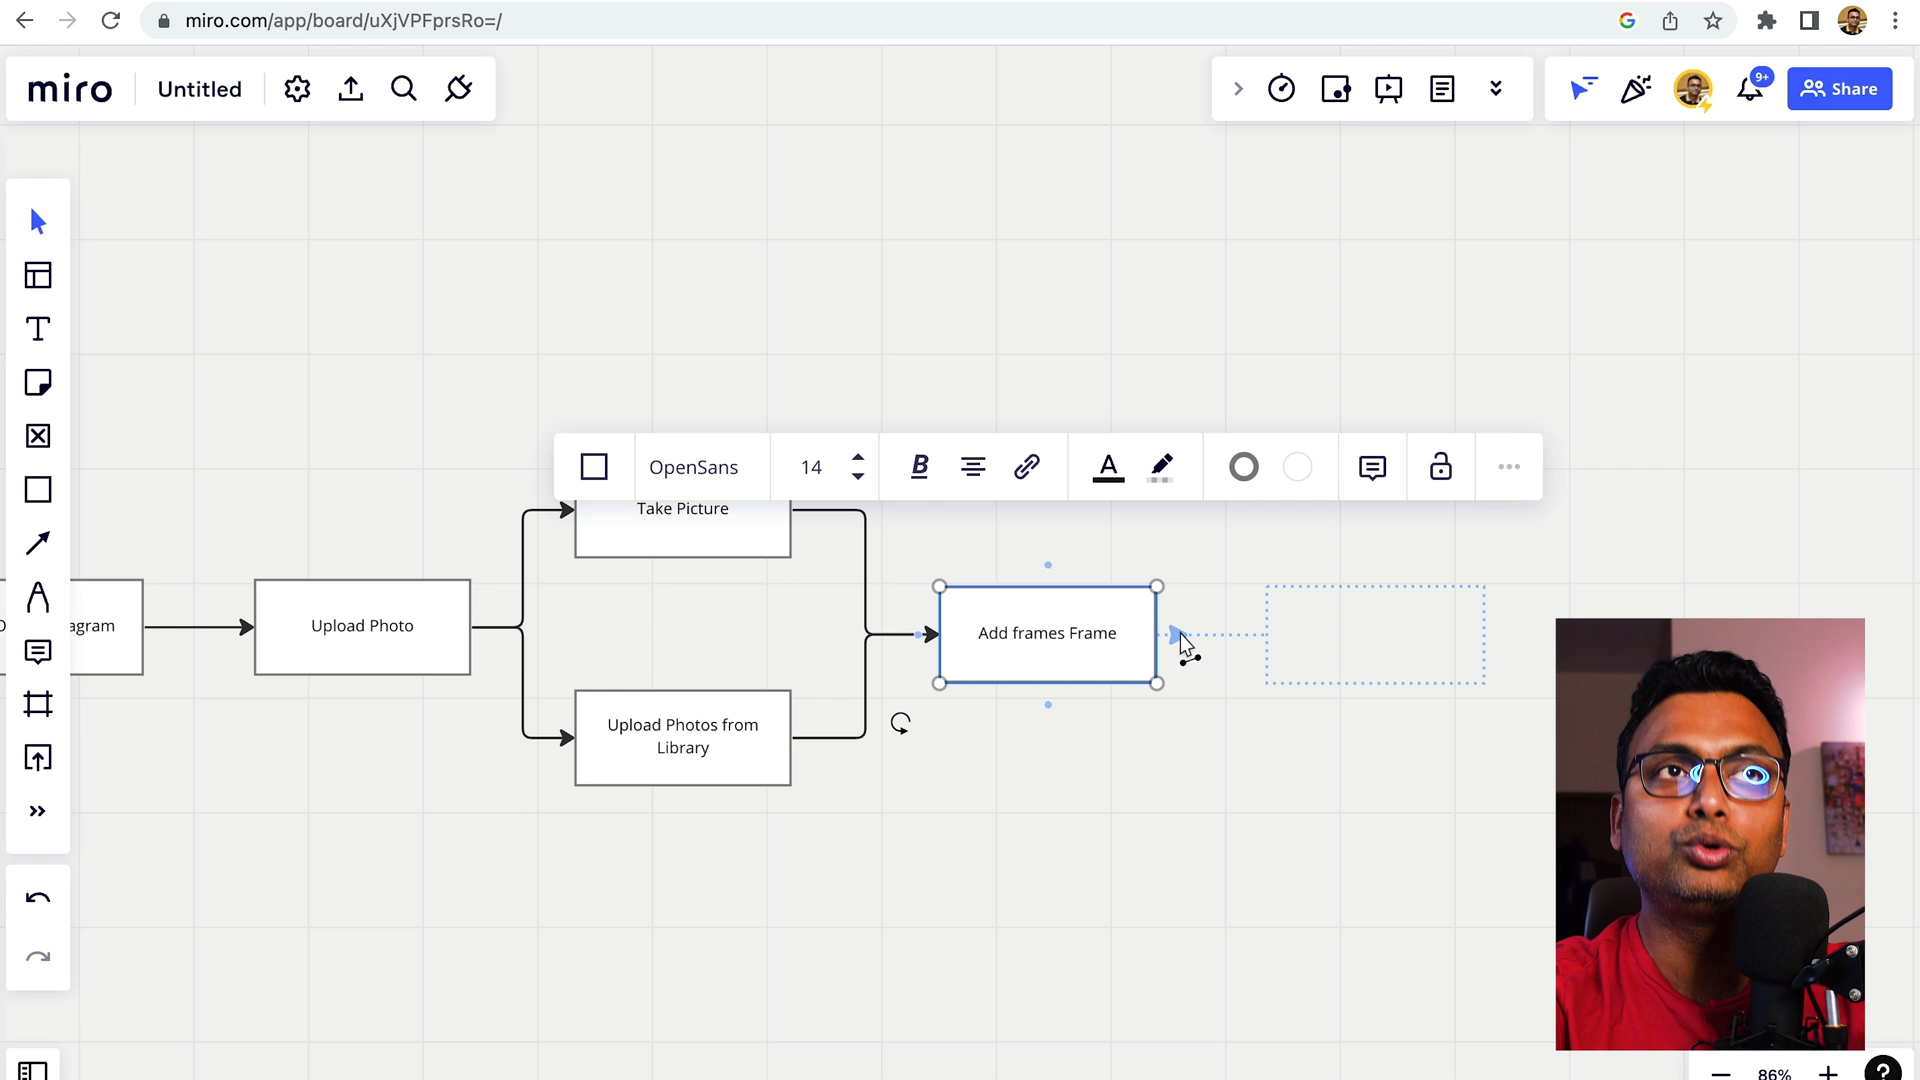 miro.com/app/board/uXjVPFprsRo=/
miro
Untitled
9+
Share
OpenSans
14
B
A
Take Picture
agram
Upload Photo
Add frames Frame
Upload Photos from
Library
86%
?